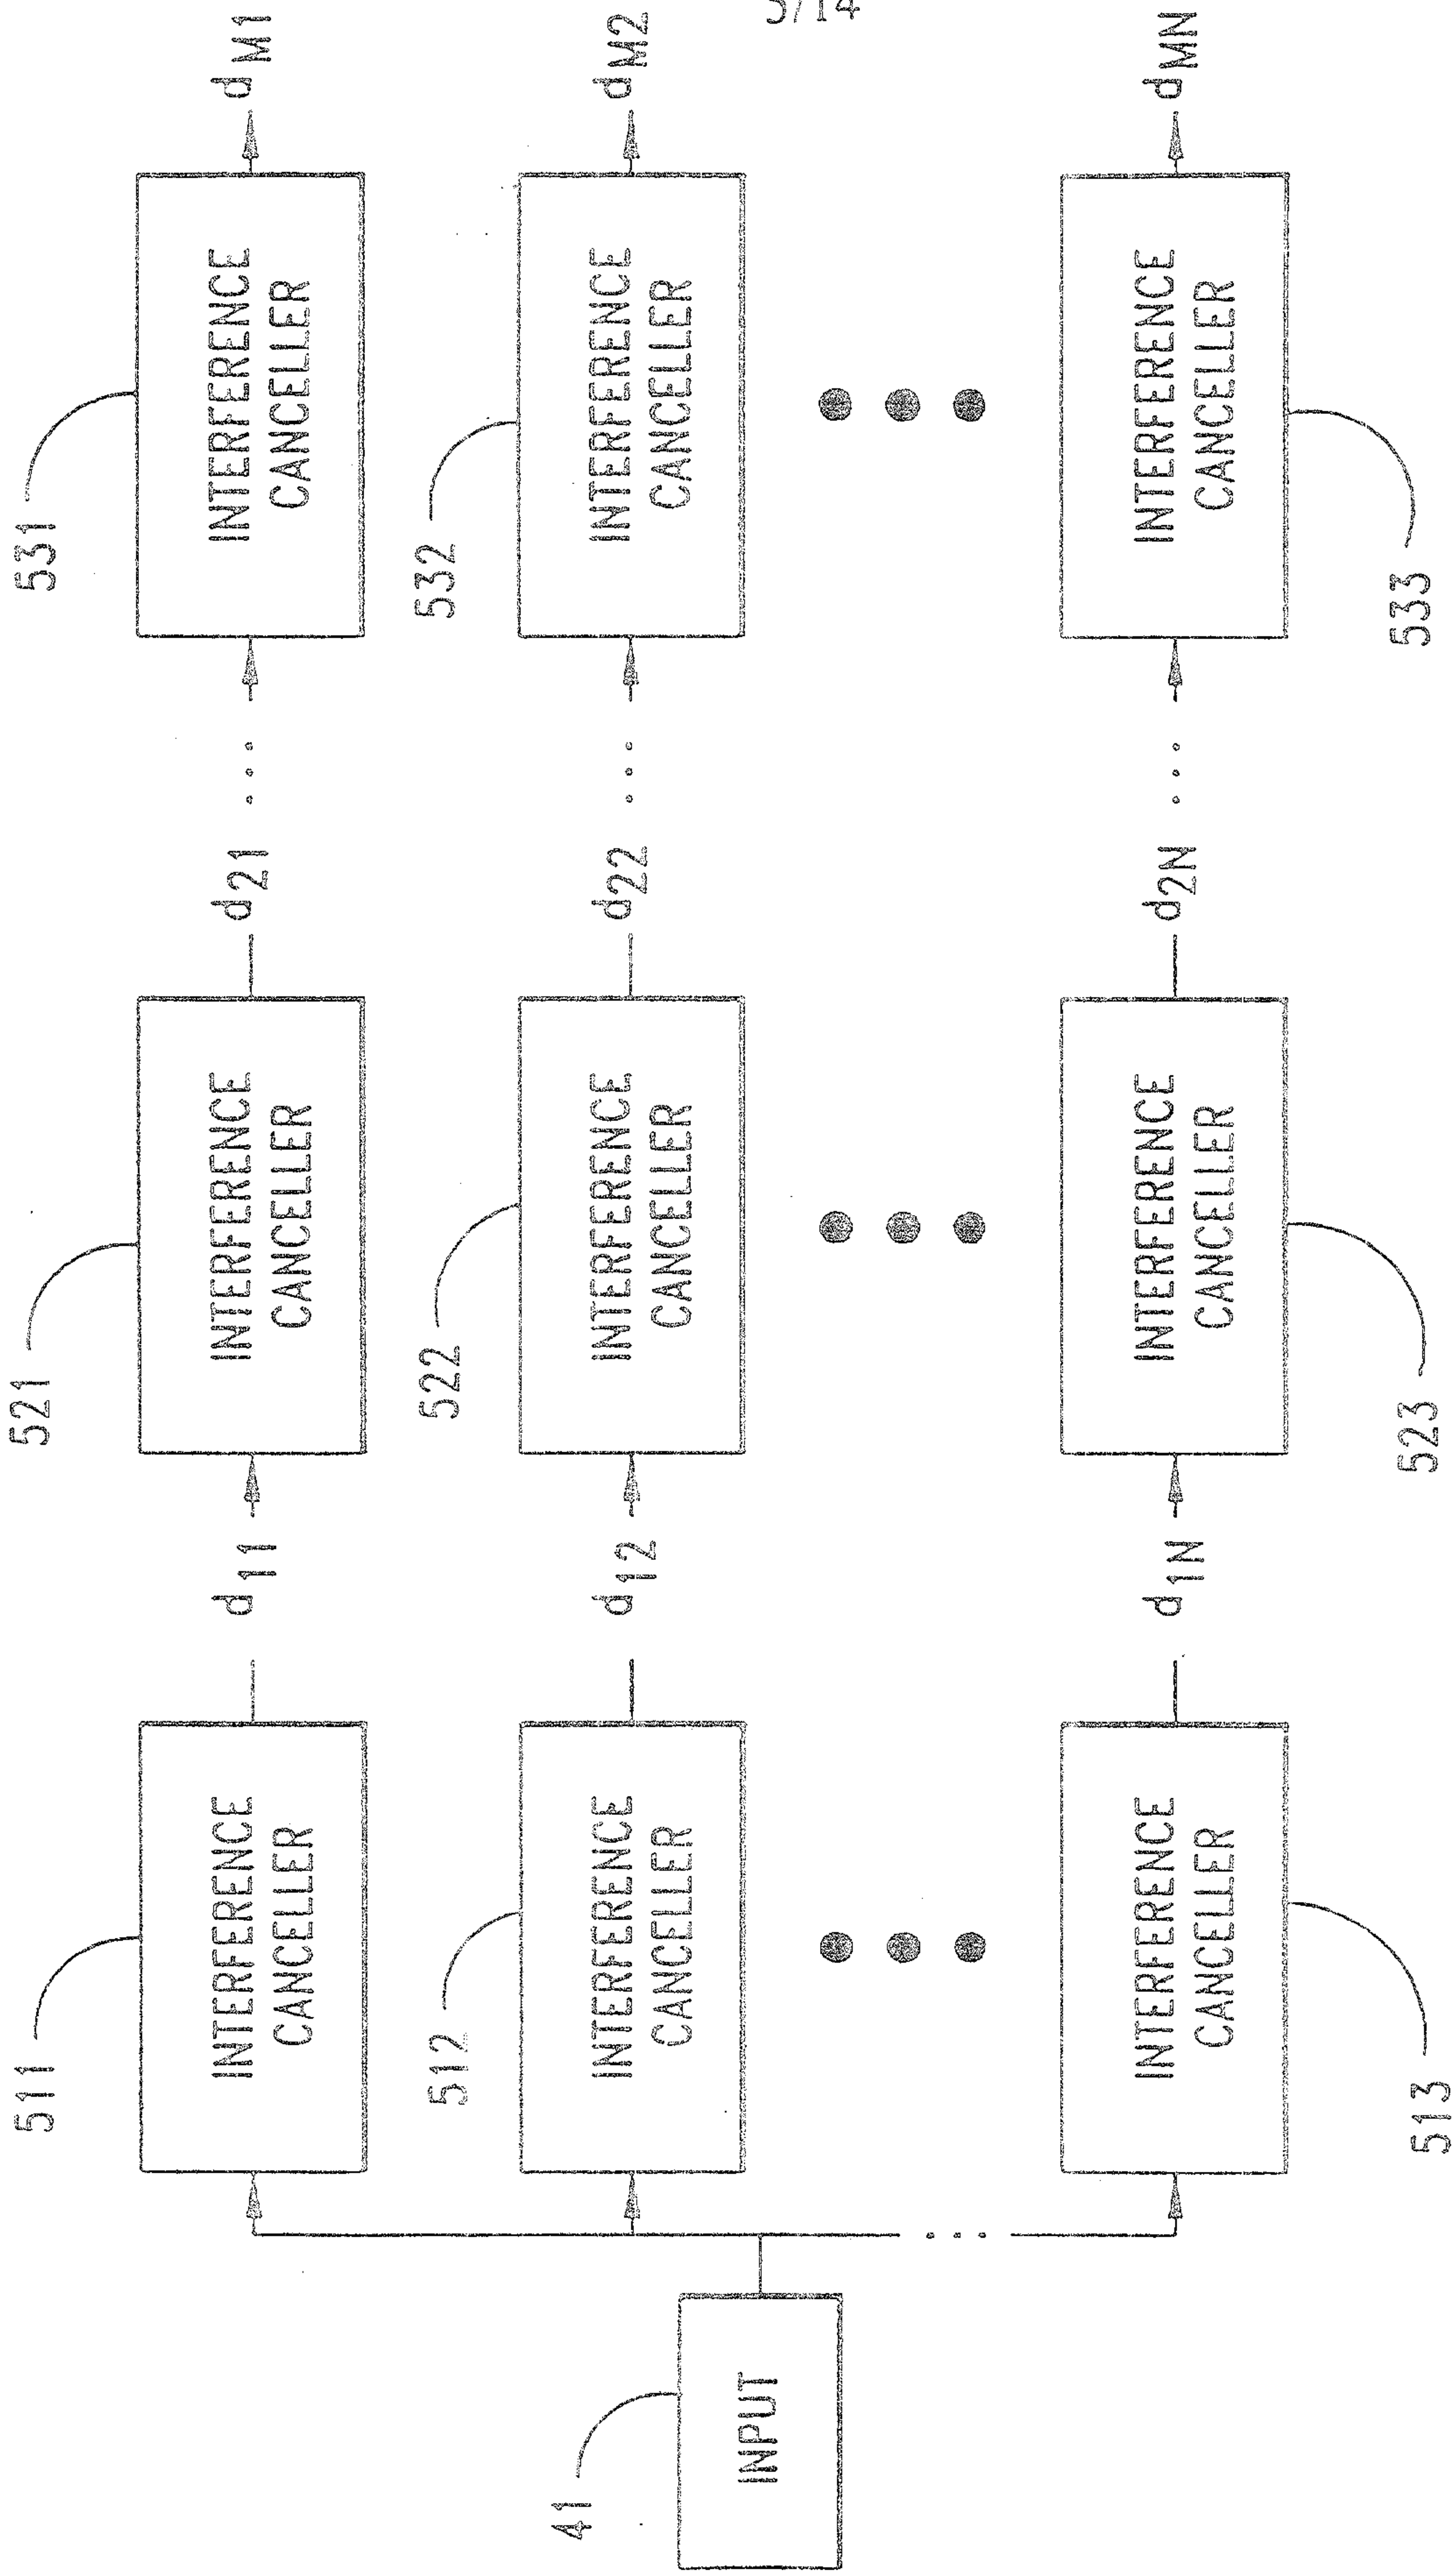 5/14
41
INPUT
511
INTERFERENCE
CANCELLER
d11
521
INTERFERENCE
CANCELLER
d21
...
531
INTERFERENCE
CANCELLER
dM1
512
INTERFERENCE
CANCELLER
d12
522
INTERFERENCE
CANCELLER
d22
...
532
INTERFERENCE
CANCELLER
dM2
...
513
INTERFERENCE
CANCELLER
d1N
523
INTERFERENCE
CANCELLER
d2N
...
533
INTERFERENCE
CANCELLER
dMN